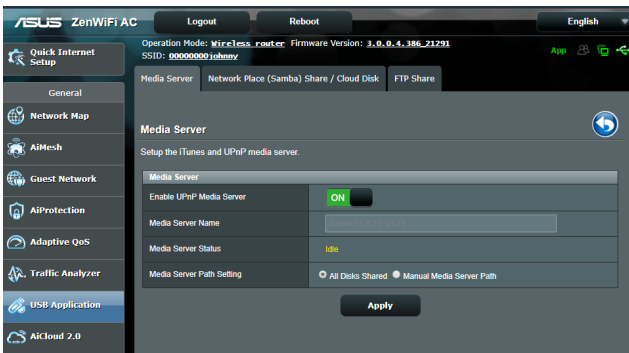 ASUS ZenWiFi AC Logout Reboot English
Quick Internet Setup
Operation Mode: Wireless router Firmware Version: 3.0.0.4.386_21291
SSID: 00000000johnny
App
Media Server Network Place (Samba) Share / Cloud Disk FTP Share
General
Network Map
AiMesh
Guest Network
AiProtection
Adaptive QoS
Traffic Analyzer
USB Application
AiCloud 2.0
Media Server
Setup the iTunes and UPnP media server.
Media Server
Enable UPnP Media Server ON
Media Server Name
Media Server Status Idle
Media Server Path Setting All Disks Shared Manual Media Server Path
Apply